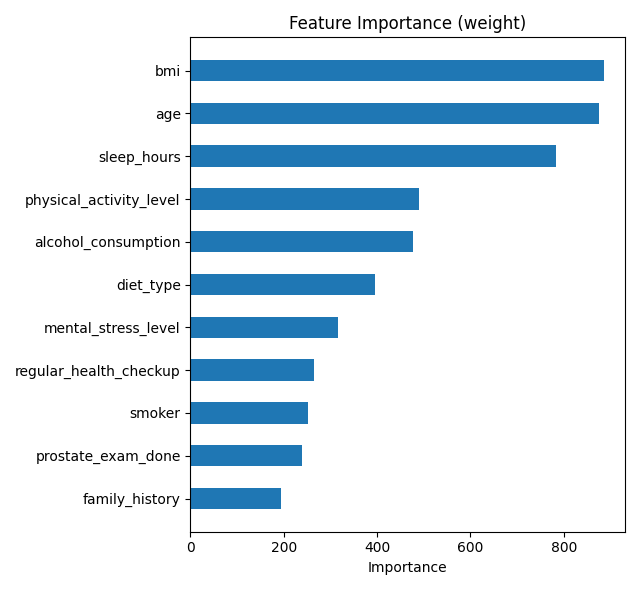 Feature Importance (weight)
bmi
age
sleep_hours
physical_activity_level
alcohol_consumption
diet_type
mental_stress_level
regular_health_checkup
smoker
prostate_exam_done
family_history
0 200 400 600 800
Importance